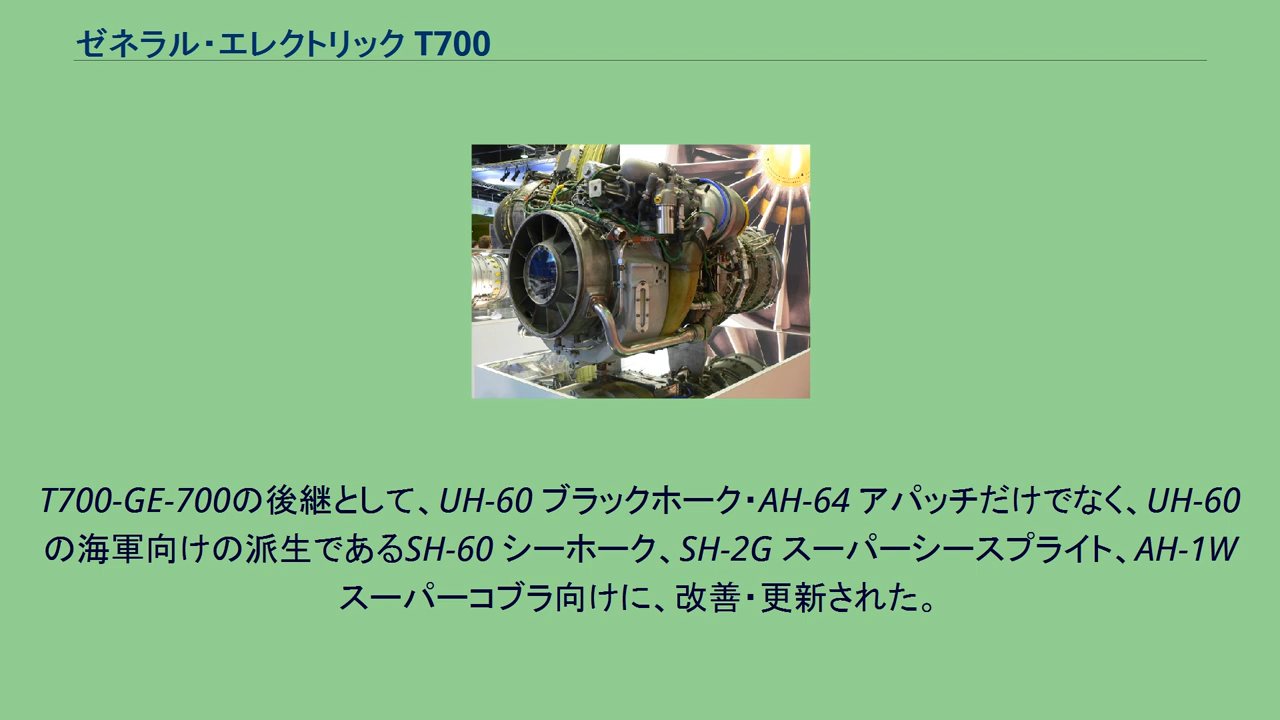 ゼネラル・エレクトリック T700
T700-GE-700の後継として、UH-60 ブラックホーク・AH-64 アパッチだけでなく、UH-60
の海軍向けの派生であるSH-60 シーホーク、SH-2G スーパーシースプライト、AH-1W
スーパーコブラ向けに、改善・更新された。